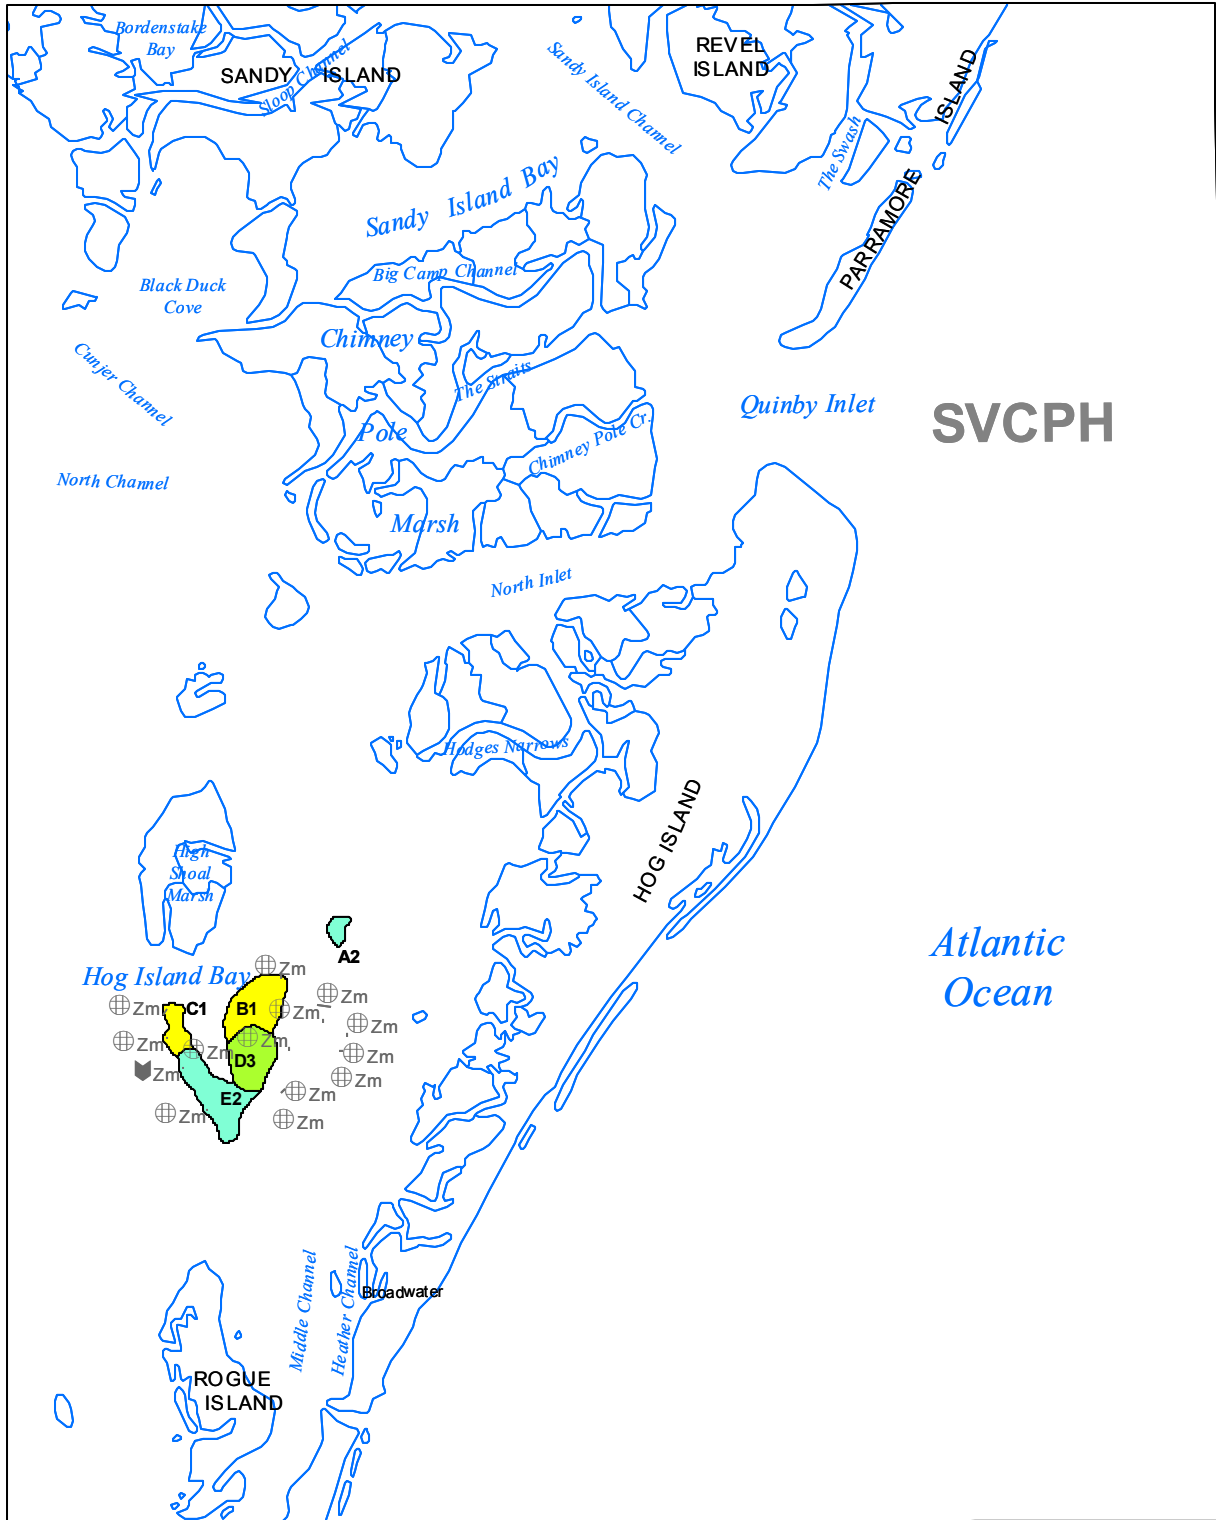 Bordenstake
Bay
SANDY ISLAND
Sloop Channel
Sandy Island Channel
REVEL
ISLAND
The Swash
PARRAMORE ISLAND
Sandy Island Bay
Big Camp Channel
Black Duck
Cove
Chimney
Cunjer Channel
The Straits
Quinby Inlet
SVCPH
Pole
Chimney Pole Cr.
North Channel
Marsh
North Inlet
Hodges Narrows
HOG ISLAND
High
Shoal
Marsh
Atlantic
Ocean
A2
Hog Island Bay
Zm
Zm
Zm
C1
B1
Zm
Zm
Zm
Zm
Zm
Zm
D3
Zm
Zm
Zm
E2
Zm
Zm
Zm
Middle Channel
Heather Channel
Broadwater
ROGUE
ISLAND